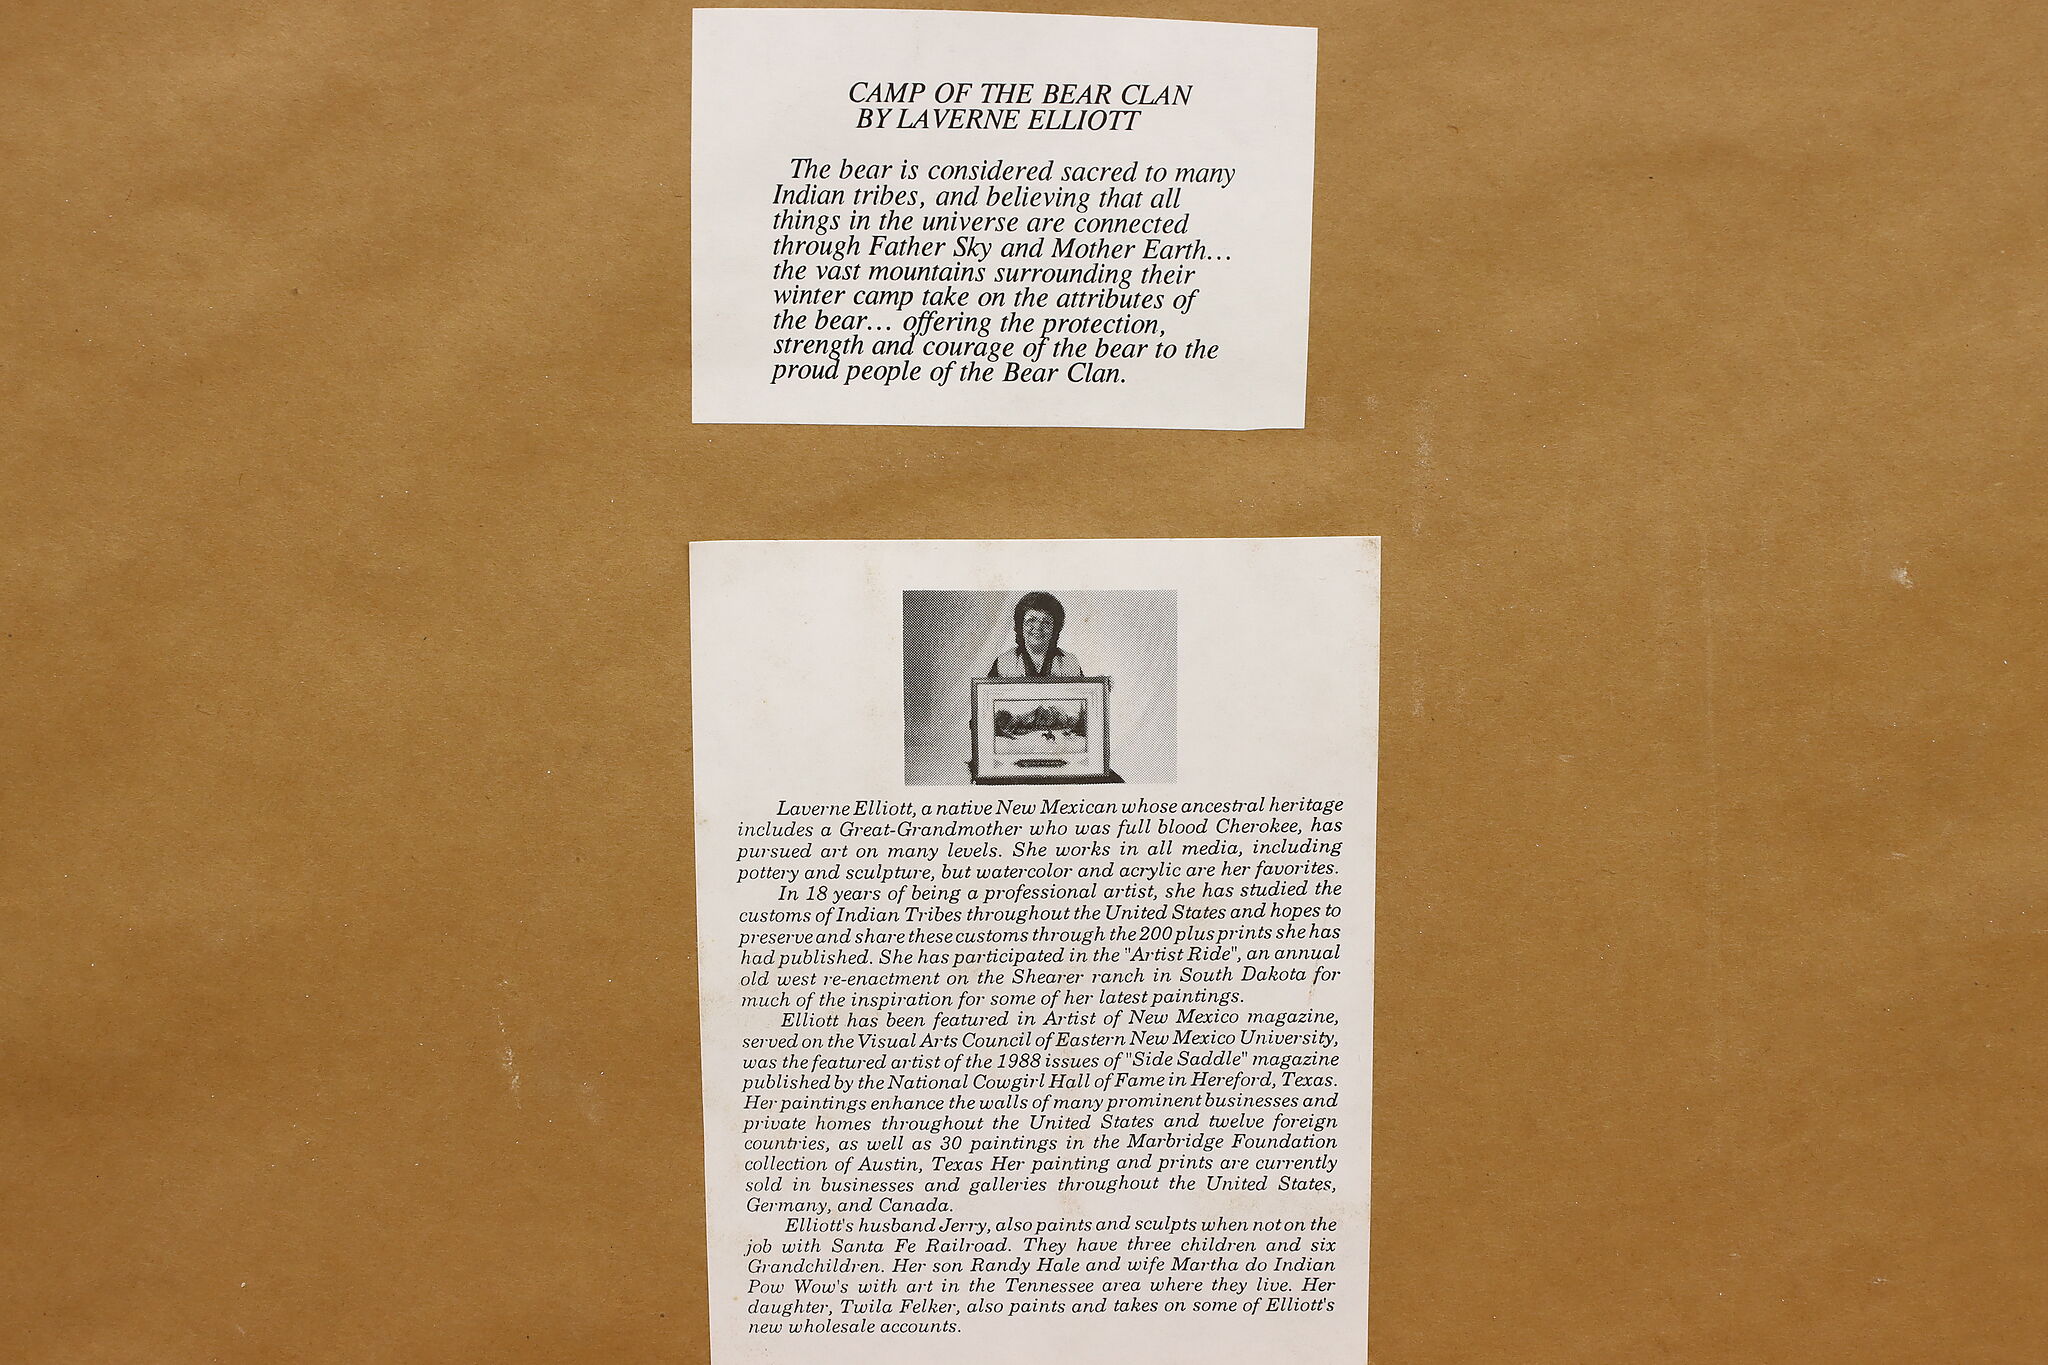 CAMP OF THE BEAR CLAN
BY LAVERNE ELLIOTT
The bear is considered sacred to many
Indian tribes, and believing that all
things in the universe are connected
through Father Sky and Mother Earth...
the vast mountains surrounding their
winter camp take on the attributes of
the bear... offering the protection,
strength and courage of the bear to the
proud people of the Bear Clan.
Laverne Elliott, a native New Mexican whose ancestral heritage
includes a Great-Grandmother who was full blood Cherokee, has
pursued art on many levels. She works in all media, including
pottery and sculpture, but watercolor and acrylic are her favorites.
In 18 years of being a professional artist, she has studied the
customs of Indian Tribes throughout the United States and hopes to
preserve and share these customs through the 200 plus prints she has
had published. She has participated in the "Artist Ride", an annual
old west re-enactment on the Shearer ranch in South Dakota for
much of the inspiration for some of her latest paintings.
Elliott has been featured in Artist of New Mexico magazine,
served on the Visual Arts Council of Eastern New Mexico University,
was the featured artist of the 1988 issues of "Side Saddle" magazine
published by the National Cowgirl Hall of Fame in Hereford, Texas.
Her paintings enhance the walls of many prominent businesses and
private homes throughout the United States and twelve foreign
countries, as well as 30 paintings in the Marbridge Foundation
collection of Austin, Texas Her painting and prints are currently
sold in businesses and galleries throughout the United States,
Germany, and Canada.
Elliott's husband Jerry, also paints and sculpts when not on the
job with Santa Fe Railroad. They have three children and six
Grandchildren. Her son Randy Hale and wife Martha do Indian
Pow Wow's with art in the Tennessee area where they live. Her
daughter, Twila Felker, also paints and takes on some of Elliott's
new wholesale accounts.